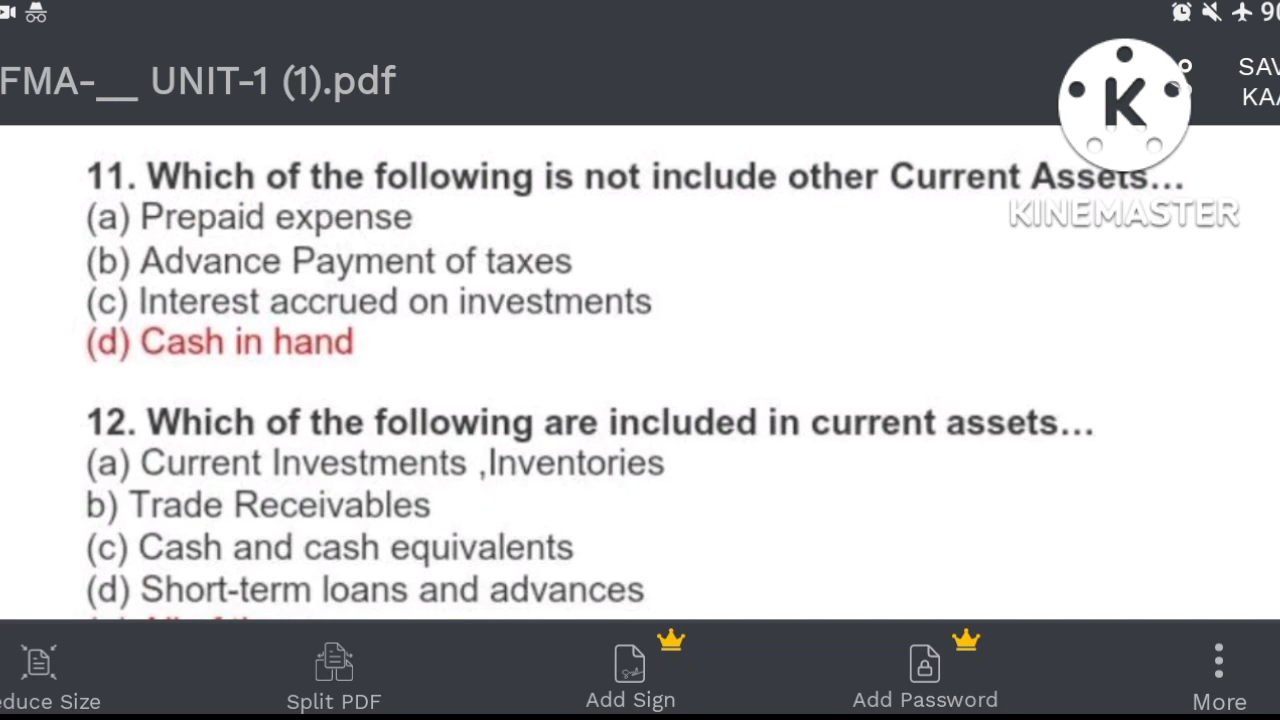 90
FMA-__ UNIT-1 (1).pdf
SAV
KAA
K
KINEMASTER
11. Which of the following is not include other Current Assets...
(a) Prepaid expense
(b) Advance Payment of taxes
(c) Interest accrued on investments
(d) Cash in hand
12. Which of the following are included in current assets...
(a) Current Investments ,Inventories
b) Trade Receivables
(c) Cash and cash equivalents
(d) Short-term loans and advances
educe Size
Split PDF
Add Sign
Add Password
More